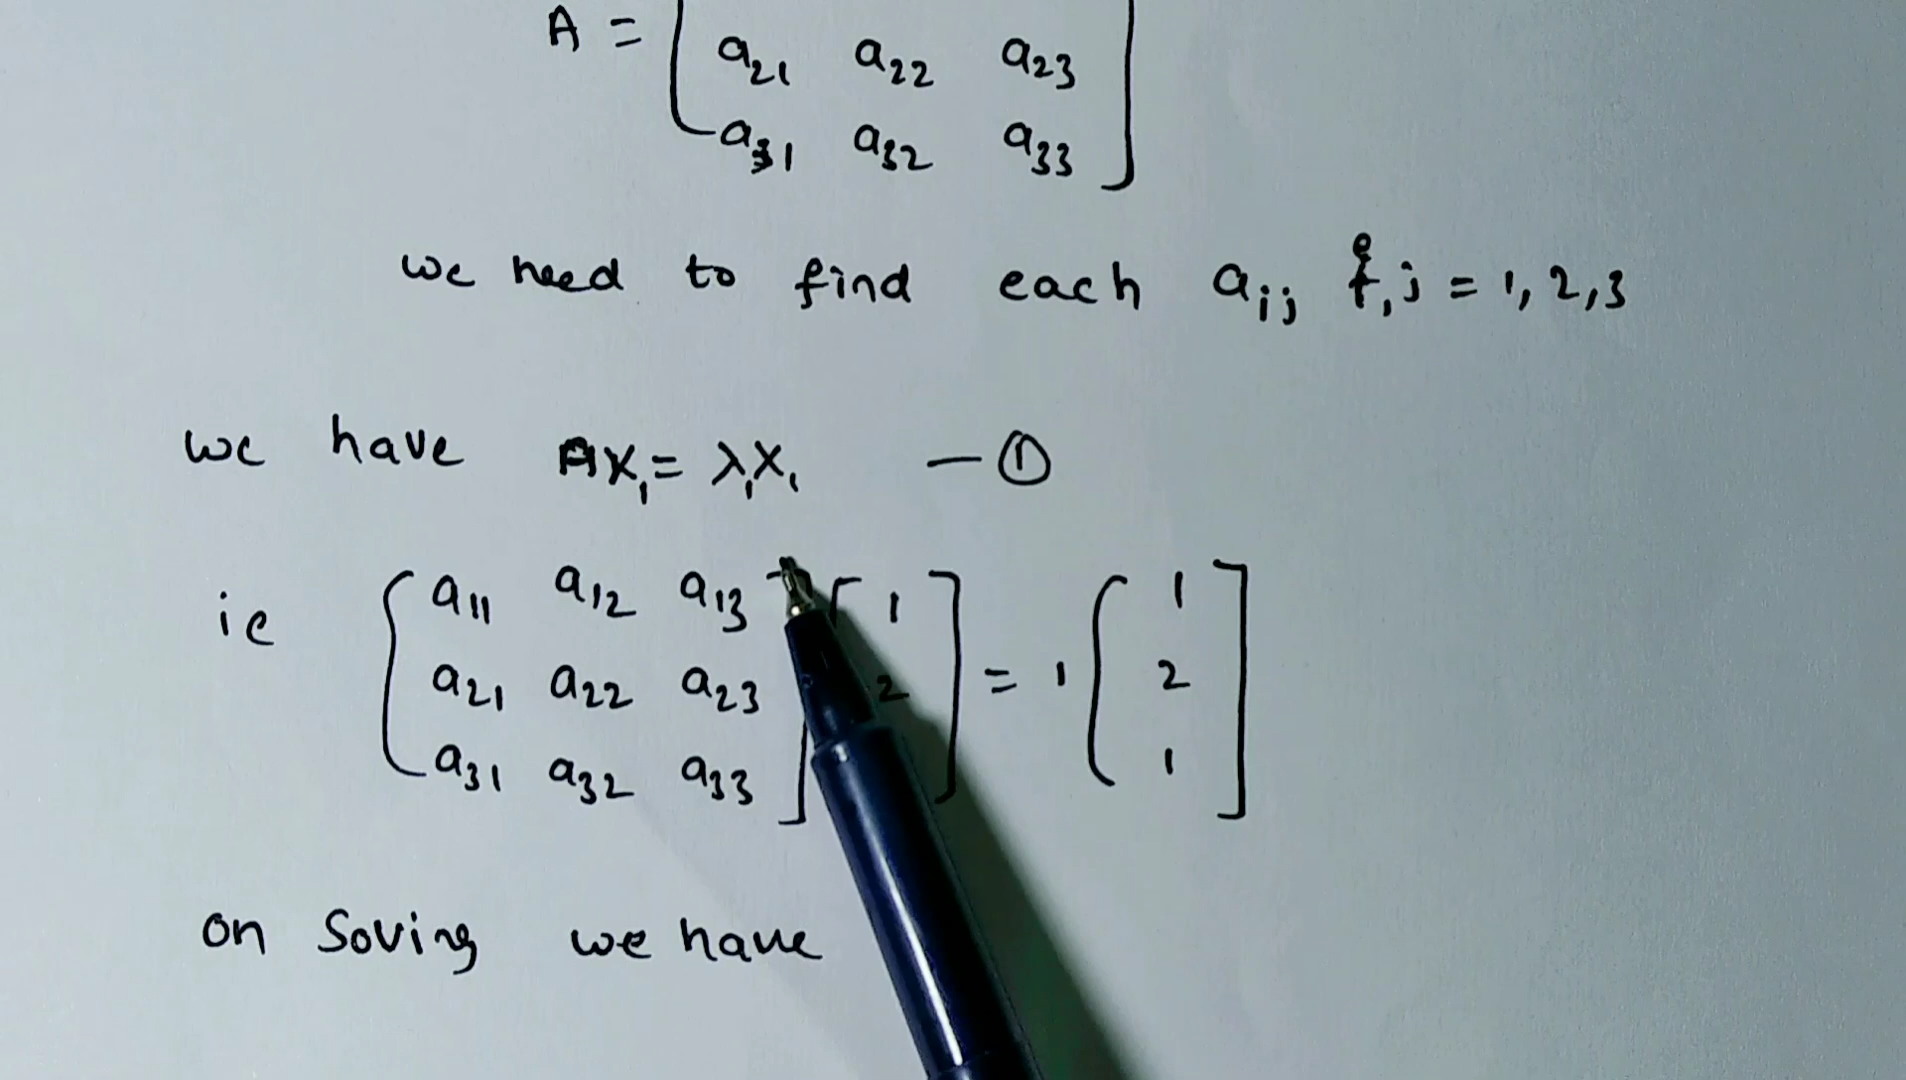 A = [ a21 a22 a23
a31 a32 a33 ]
we need to find each aij i,j = 1,2,3
we have AX1 = λ1X1 — ①
ie [ a11 a12 a13 [ 1 ] = 1 [ 1 ]
a21 a22 a23 2 2
a31 a32 a33 ] 1
on Soving we have